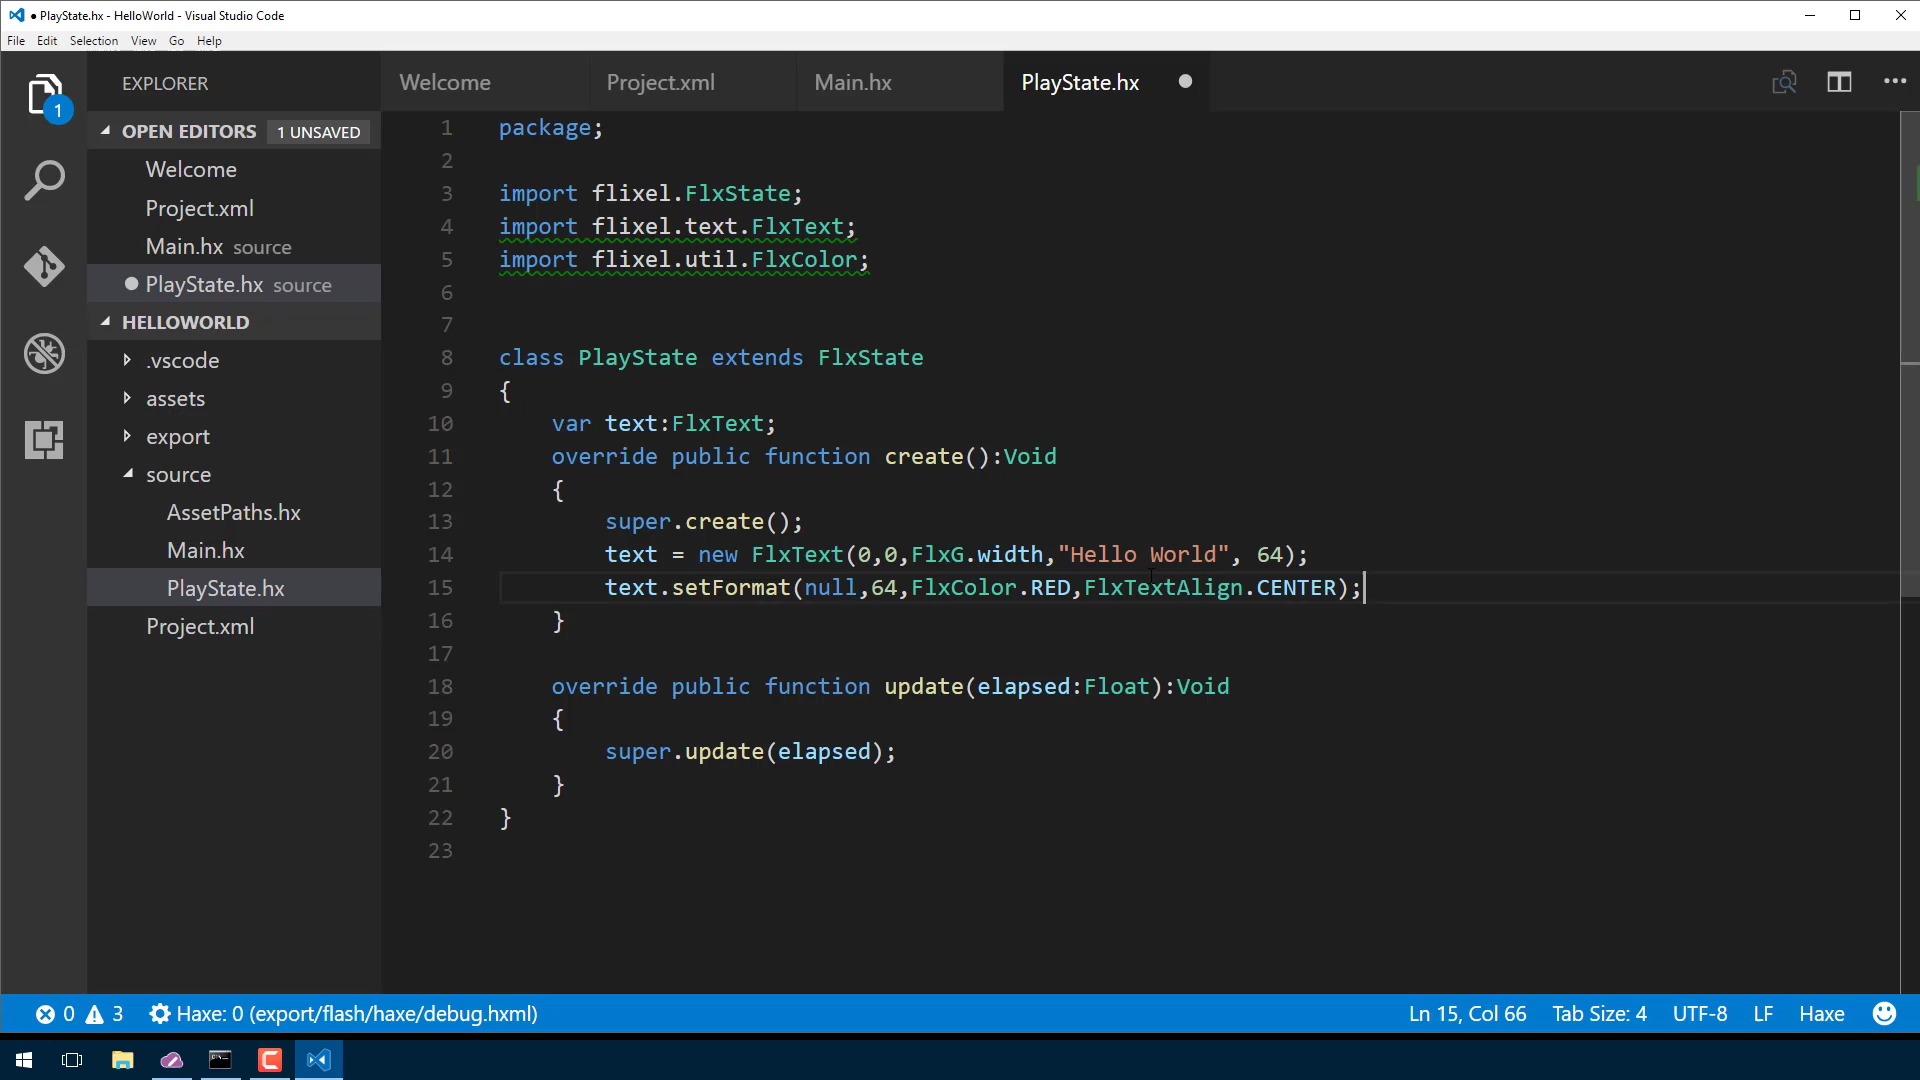 PlayState.hx - HelloWorld - Visual Studio Code
File Edit Selection View Go Help
1
EXPLORER
OPEN EDITORS 1 UNSAVED
Welcome
Project.xml
Main.hx source
PlayState.hx source
HELLOWORLD
.vscode
assets
export
source
AssetPaths.hx
Main.hx
PlayState.hx
Project.xml
Welcome Project.xml Main.hx PlayState.hx
1 package;
2
3 import flixel.FlxState;
4 import flixel.text.FlxText;
5 import flixel.util.FlxColor;
6
7
8 class PlayState extends FlxState
9 {
10 var text:FlxText;
11 override public function create():Void
12 {
13 super.create();
14 text = new FlxText(0,0,FlxG.width,"Hello World", 64);
15 text.setFormat(null,64,FlxColor.RED,FlxTextAlign.CENTER);
16 }
17
18 override public function update(elapsed:Float):Void
19 {
20 super.update(elapsed);
21 }
22 }
23
0 3 Haxe: 0 (export/flash/haxe/debug.hxml) Ln 15, Col 66 Tab Size: 4 UTF-8 LF Haxe